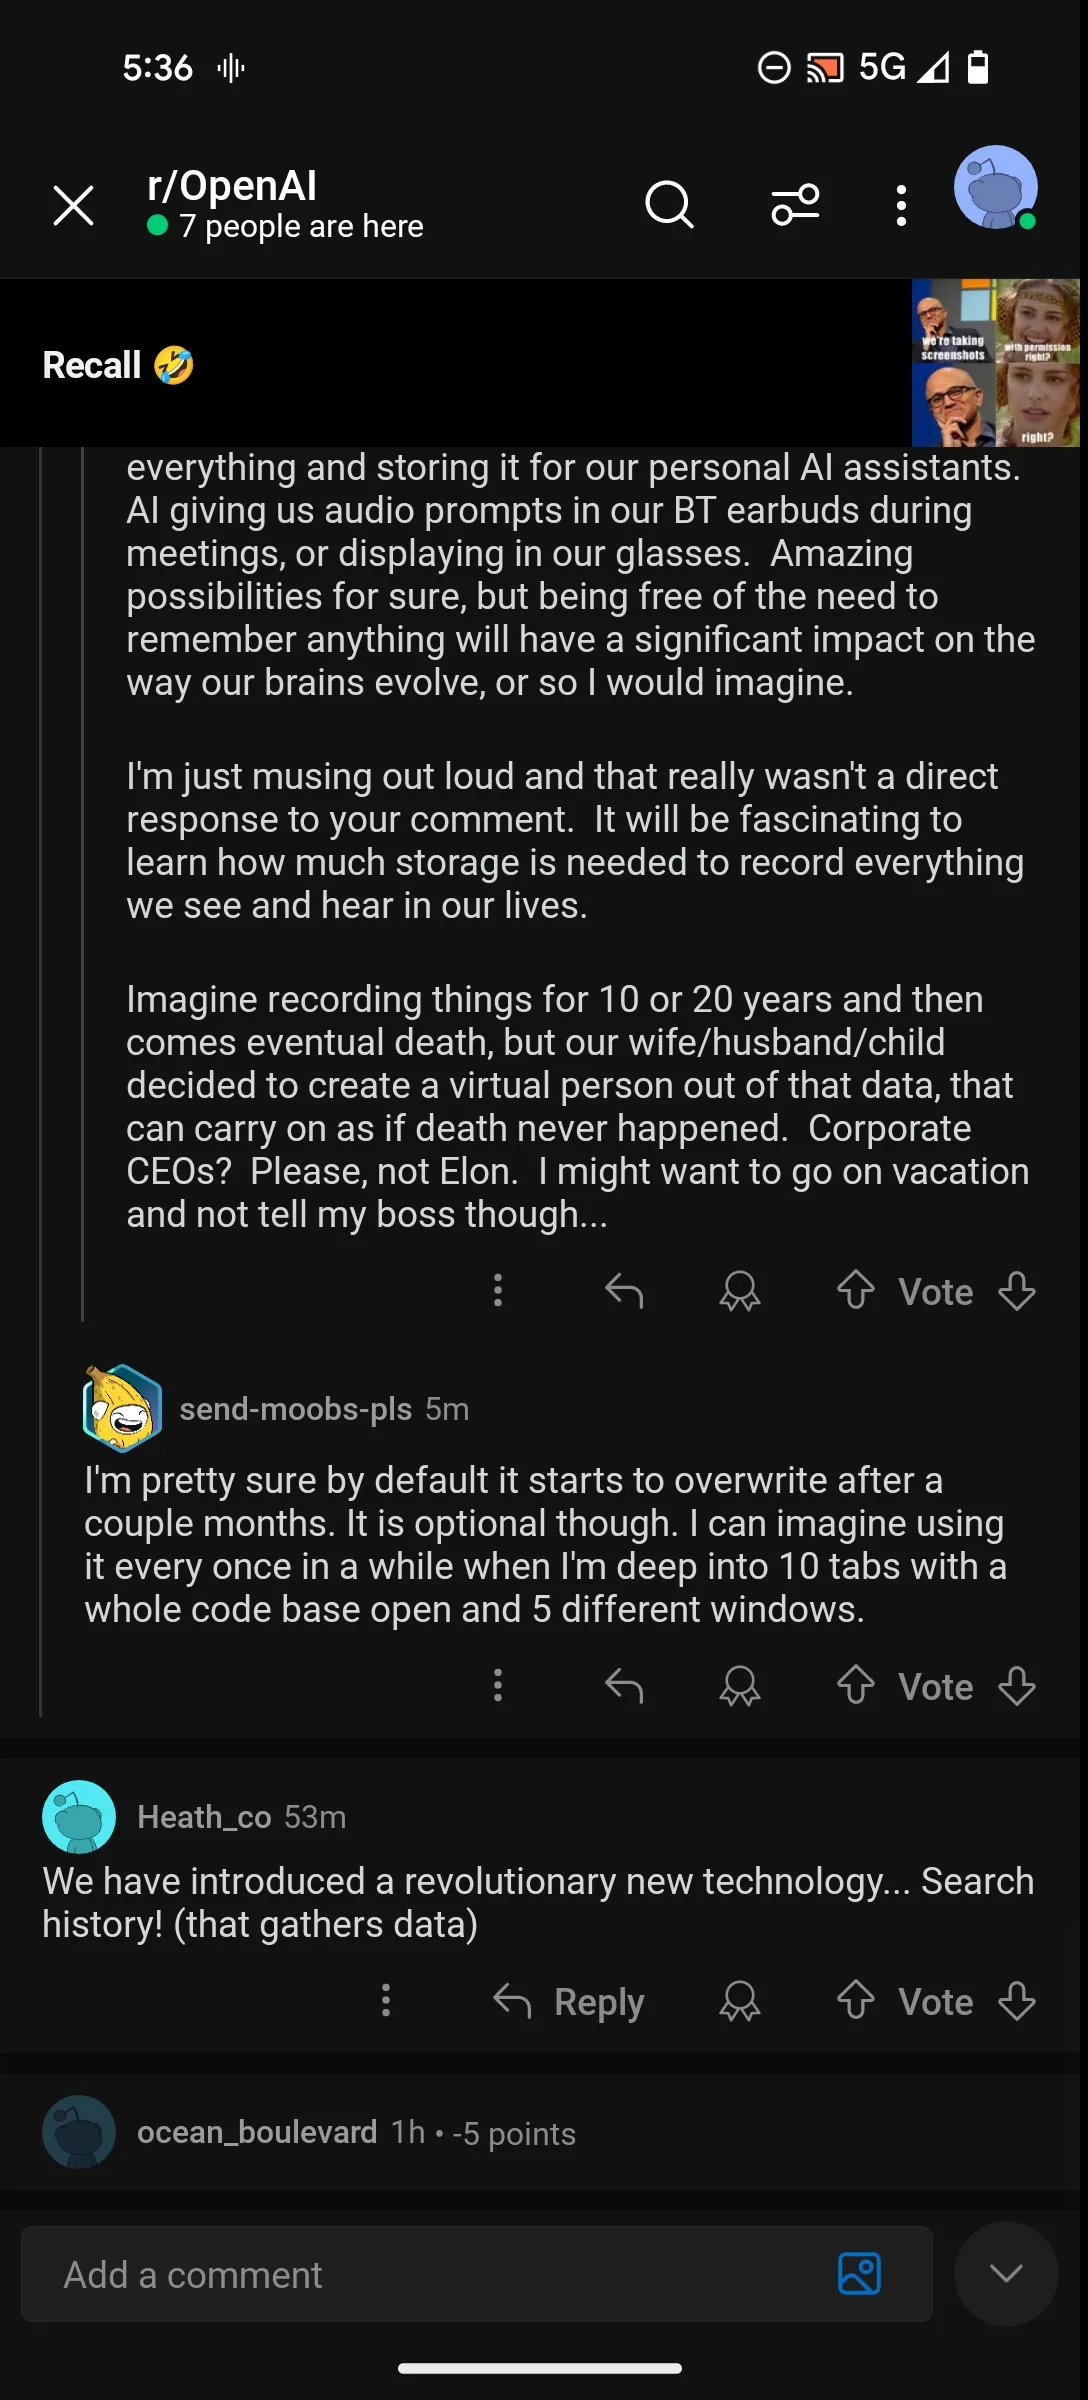 5:36
5G
r/OpenAI
7 people are here
Recall 🤣
we're taking
screenshots
with permission
right?
right?
everything and storing it for our personal AI assistants.
AI giving us audio prompts in our BT earbuds during
meetings, or displaying in our glasses.  Amazing
possibilities for sure, but being free of the need to
remember anything will have a significant impact on the
way our brains evolve, or so I would imagine.
I'm just musing out loud and that really wasn't a direct
response to your comment.  It will be fascinating to
learn how much storage is needed to record everything
we see and hear in our lives.
Imagine recording things for 10 or 20 years and then
comes eventual death, but our wife/husband/child
decided to create a virtual person out of that data, that
can carry on as if death never happened.  Corporate
CEOs?  Please, not Elon.  I might want to go on vacation
and not tell my boss though...
Vote
send-moobs-pls 5m
I'm pretty sure by default it starts to overwrite after a
couple months. It is optional though. I can imagine using
it every once in a while when I'm deep into 10 tabs with a
whole code base open and 5 different windows.
Vote
Heath_co 53m
We have introduced a revolutionary new technology... Search
history! (that gathers data)
Reply Vote
ocean_boulevard 1h • -5 points
Add a comment